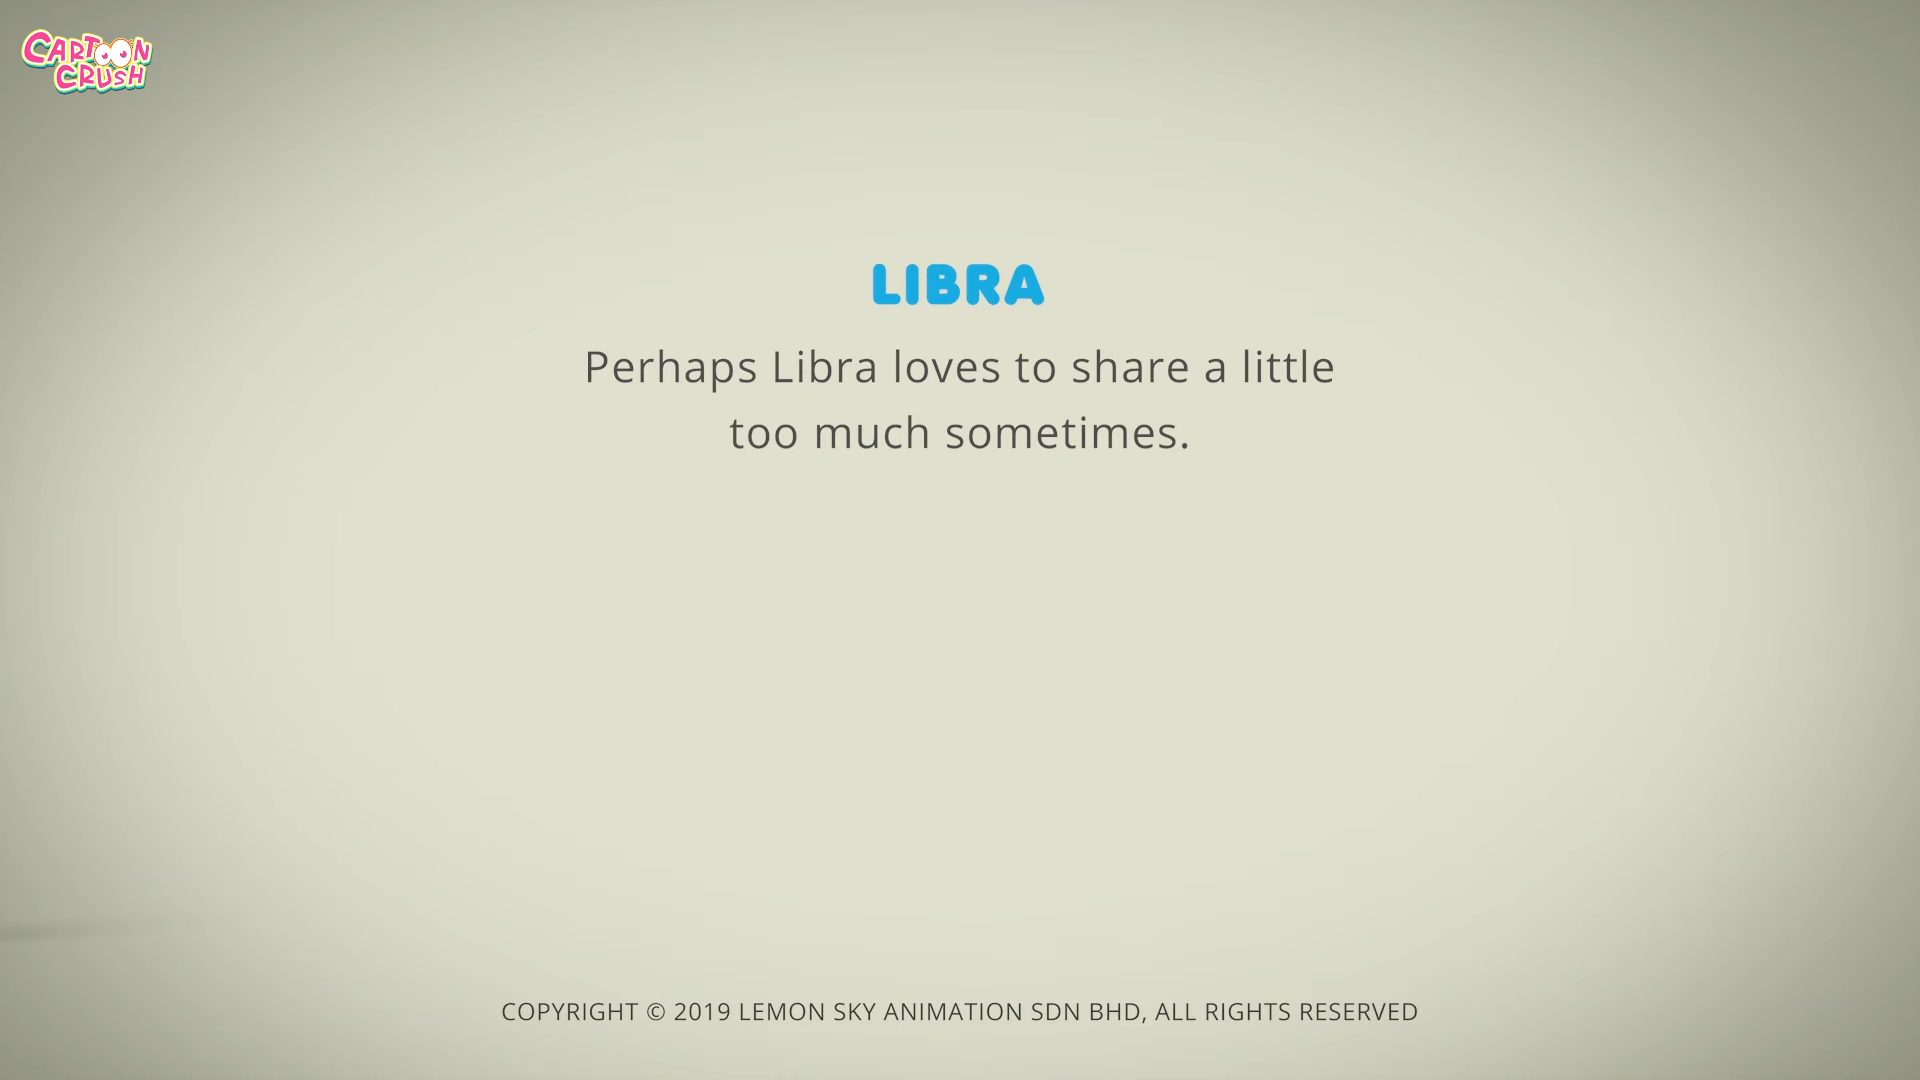 CARTOON
CRUSH
LIBRA
Perhaps Libra loves to share a little
too much sometimes.
COPYRIGHT © 2019 LEMON SKY ANIMATION SDN BHD, ALL RIGHTS RESERVED